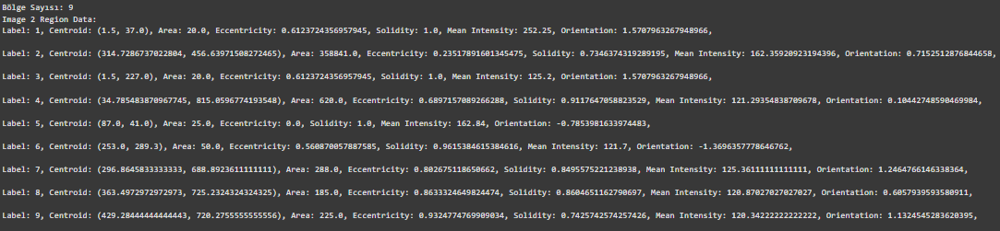 Bölge Sayısı: 9
Image 2 Region Data:
Label: 1, Centroid: (1.5, 37.0), Area: 20.0, Eccentricity: 0.6123724356957945, Solidity: 1.0, Mean Intensity: 252.25, Orientation: 1.5707963267948966,
Label: 2, Centroid: (314.7286737022804, 456.63971508272465), Area: 358841.0, Eccentricity: 0.23517891601345475, Solidity: 0.7346374319289195, Mean Intensity: 162.35920923194396, Orientation: 0.7152512876844658,
Label: 3, Centroid: (1.5, 227.0), Area: 20.0, Eccentricity: 0.6123724356957945, Solidity: 1.0, Mean Intensity: 125.2, Orientation: 1.5707963267948966,
Label: 4, Centroid: (34.785483870967745, 815.0596774193548), Area: 620.0, Eccentricity: 0.6897157089266288, Solidity: 0.9117647058823529, Mean Intensity: 121.29354838709678, Orientation: 0.10442748590469984,
Label: 5, Centroid: (87.0, 41.0), Area: 25.0, Eccentricity: 0.0, Solidity: 1.0, Mean Intensity: 162.84, Orientation: -0.7853981633974483,
Label: 6, Centroid: (253.0, 289.3), Area: 50.0, Eccentricity: 0.560870057887585, Solidity: 0.9615384615384616, Mean Intensity: 121.7, Orientation: -1.3696357778646762,
Label: 7, Centroid: (296.8645833333333, 688.8923611111111), Area: 288.0, Eccentricity: 0.802675118650662, Solidity: 0.8495575221238938, Mean Intensity: 125.36111111111111, Orientation: 1.2464766146338364,
Label: 8, Centroid: (363.4972972972973, 725.2324324324325), Area: 185.0, Eccentricity: 0.8633324649824474, Solidity: 0.8604651162790697, Mean Intensity: 120.87027027027027, Orientation: 0.6057939593580911,
Label: 9, Centroid: (429.28444444444443, 720.2755555555556), Area: 225.0, Eccentricity: 0.9324774769909034, Solidity: 0.7425742574257426, Mean Intensity: 120.34222222222222, Orientation: 1.1324545283620395,